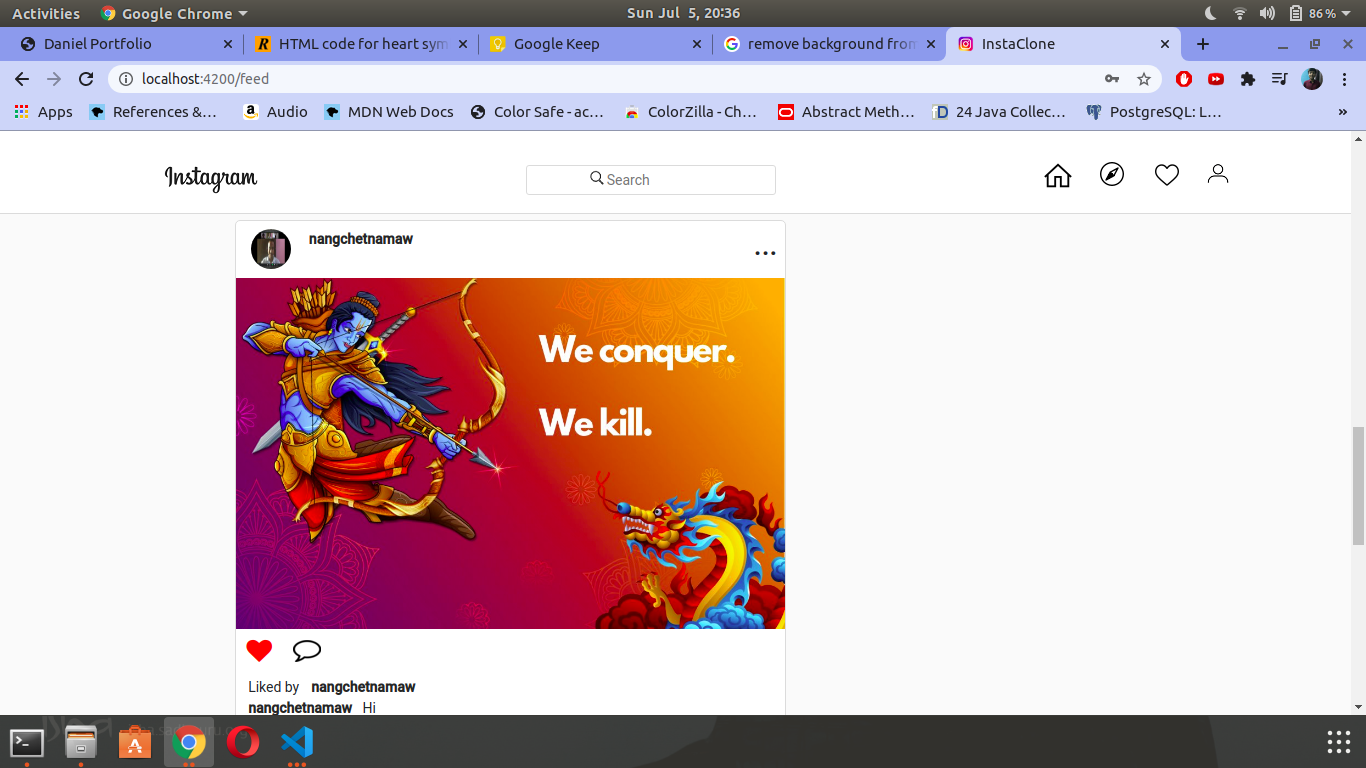 Activities Google Chrome Sun Jul 5, 20:36 86%
Daniel Portfolio HTML code for heart sym Google Keep remove background from InstaClone
localhost:4200/feed
Apps References &... Audio MDN Web Docs Color Safe - ac... ColorZilla - Ch... Abstract Meth... 24 Java Collec... PostgreSQL: L... »
Instagram Search
nangchetnamaw
We conquer.
We kill.
Liked by nangchetnamaw
nangchetnamaw Hi